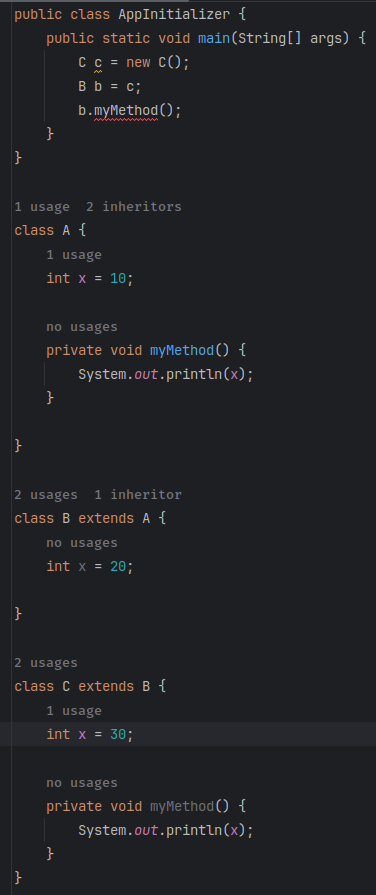 public class AppInitializer {
    public static void main(String[] args) {
        C c = new C();
        B b = c;
        b.myMethod();
    }
}
1 usage  2 inheritors
class A {
    1 usage
    int x = 10;
    no usages
    private void myMethod() {
        System.out.println(x);
    }
}
2 usages  1 inheritor
class B extends A {
    no usages
    int x = 20;
}
2 usages
class C extends B {
    1 usage
    int x = 30;
    no usages
    private void myMethod() {
        System.out.println(x);
    }
}